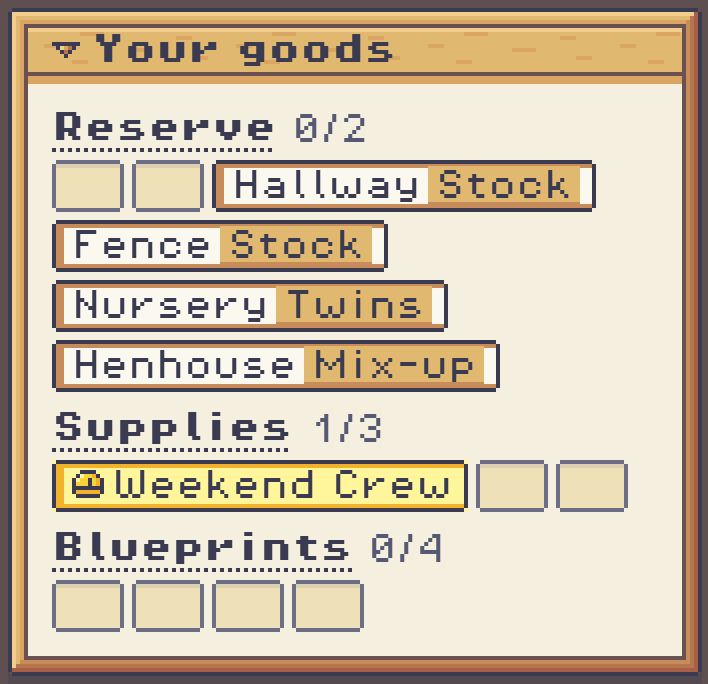 Your goods
Reserve 0/2
Hallway Stock
Fence Stock
Nursery Twins
Henhouse Mix-up
Supplies 1/3
Weekend Crew
Blueprints 0/4